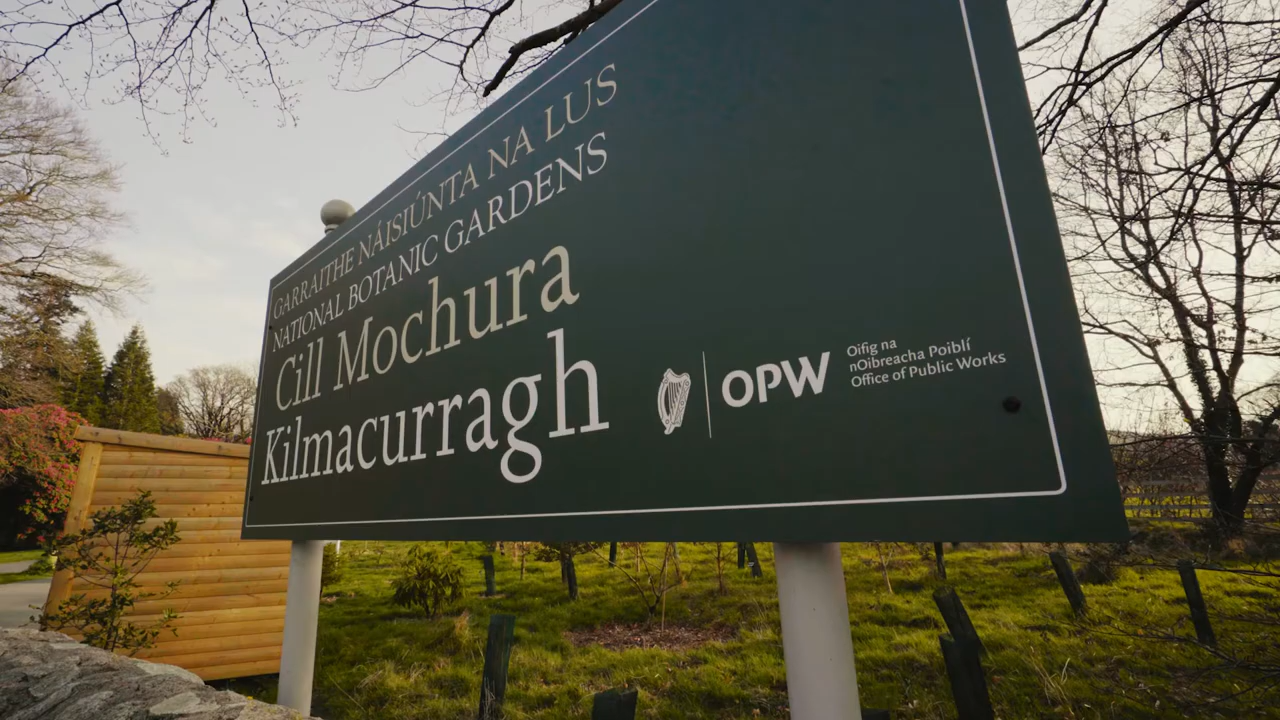 GARRAITHE NÁISIÚNTA NA LUS
NATIONAL BOTANIC GARDENS
Cill Mochura
Kilmacurragh
OPW
Oifig na
nOibreacha Poiblí
Office of Public Works